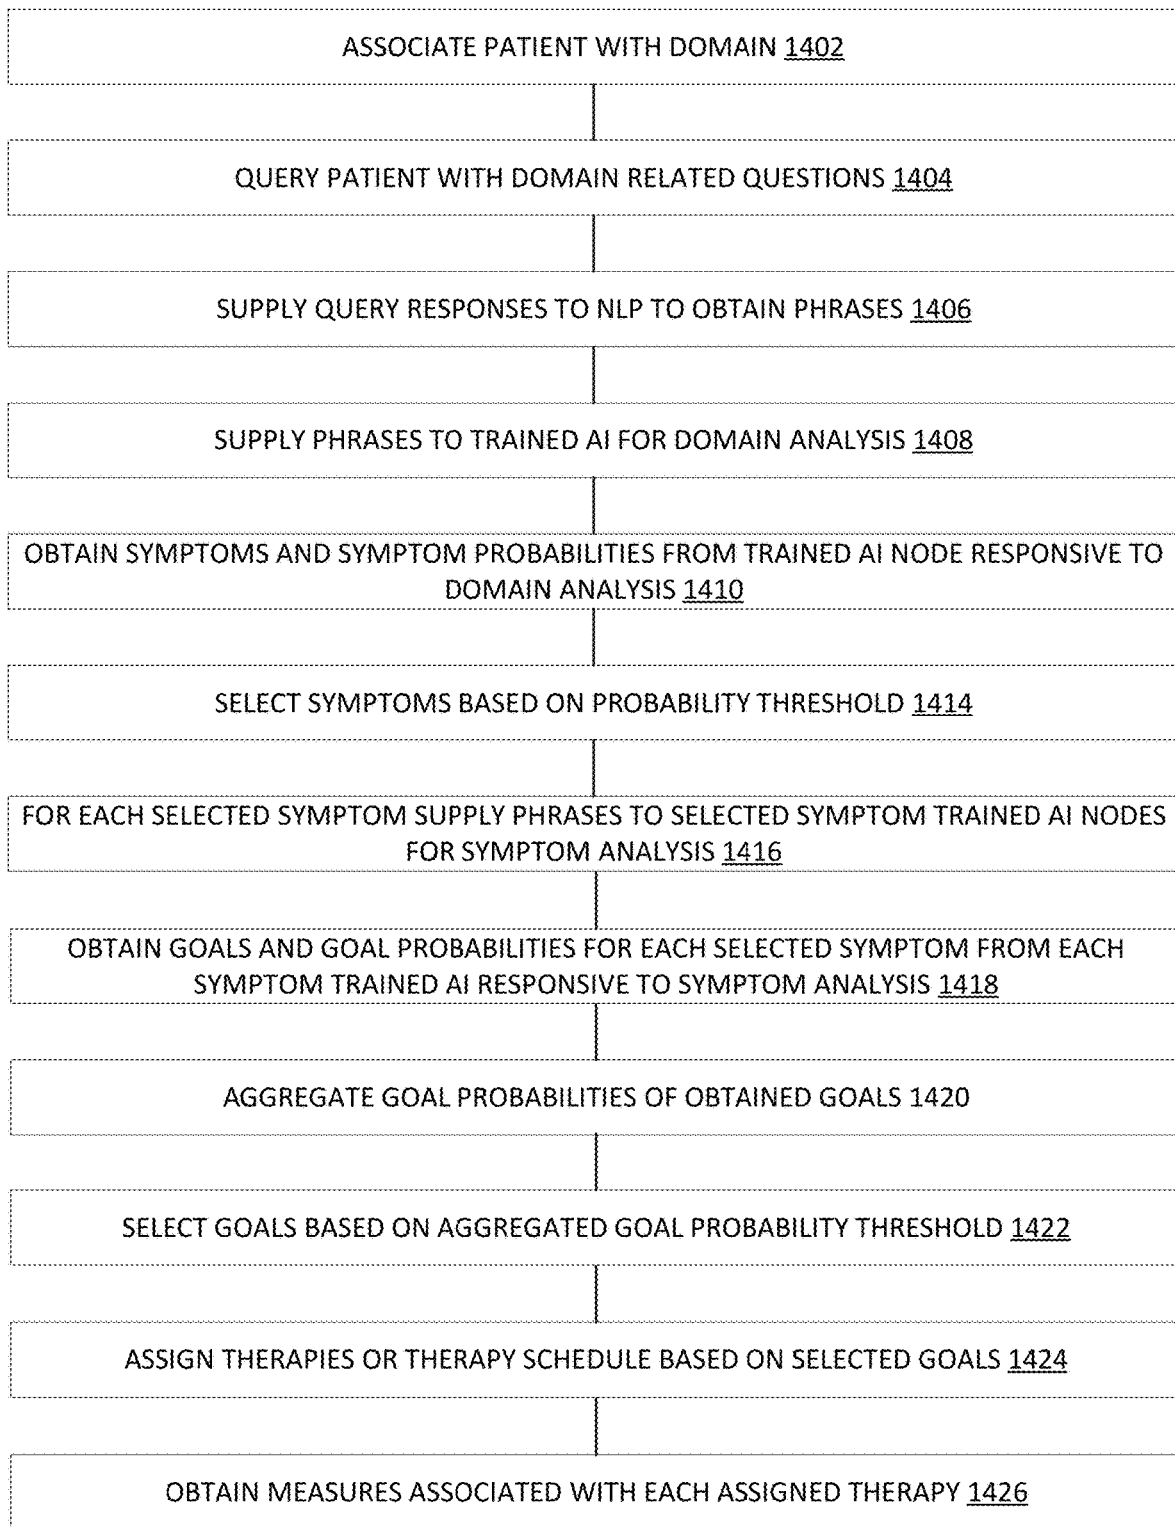 ASSOCIATE PATIENT WITH DOMAIN 1402
QUERY PATIENT WITH DOMAIN RELATED QUESTIONS 1404
SUPPLY QUERY RESPONSES TO NLP TO OBTAIN PHRASES 1406
SUPPLY PHRASES TO TRAINED AI FOR DOMAIN ANALYSIS 1408
OBTAIN SYMPTOMS AND SYMPTOM PROBABILITIES FROM TRAINED AI NODE RESPONSIVE TO
DOMAIN ANALYSIS 1410
SELECT SYMPTOMS BASED ON PROBABILITY THRESHOLD 1414
FOR EACH SELECTED SYMPTOM SUPPLY PHRASES TO SELECTED SYMPTOM TRAINED AI NODES
FOR SYMPTOM ANALYSIS 1416
OBTAIN GOALS AND GOAL PROBABILITIES FOR EACH SELECTED SYMPTOM FROM EACH
SYMPTOM TRAINED AI RESPONSIVE TO SYMPTOM ANALYSIS 1418
AGGREGATE GOAL PROBABILITIES OF OBTAINED GOALS 1420
SELECT GOALS BASED ON AGGREGATED GOAL PROBABILITY THRESHOLD 1422
ASSIGN THERAPIES OR THERAPY SCHEDULE BASED ON SELECTED GOALS 1424
OBTAIN MEASURES ASSOCIATED WITH EACH ASSIGNED THERAPY 1426